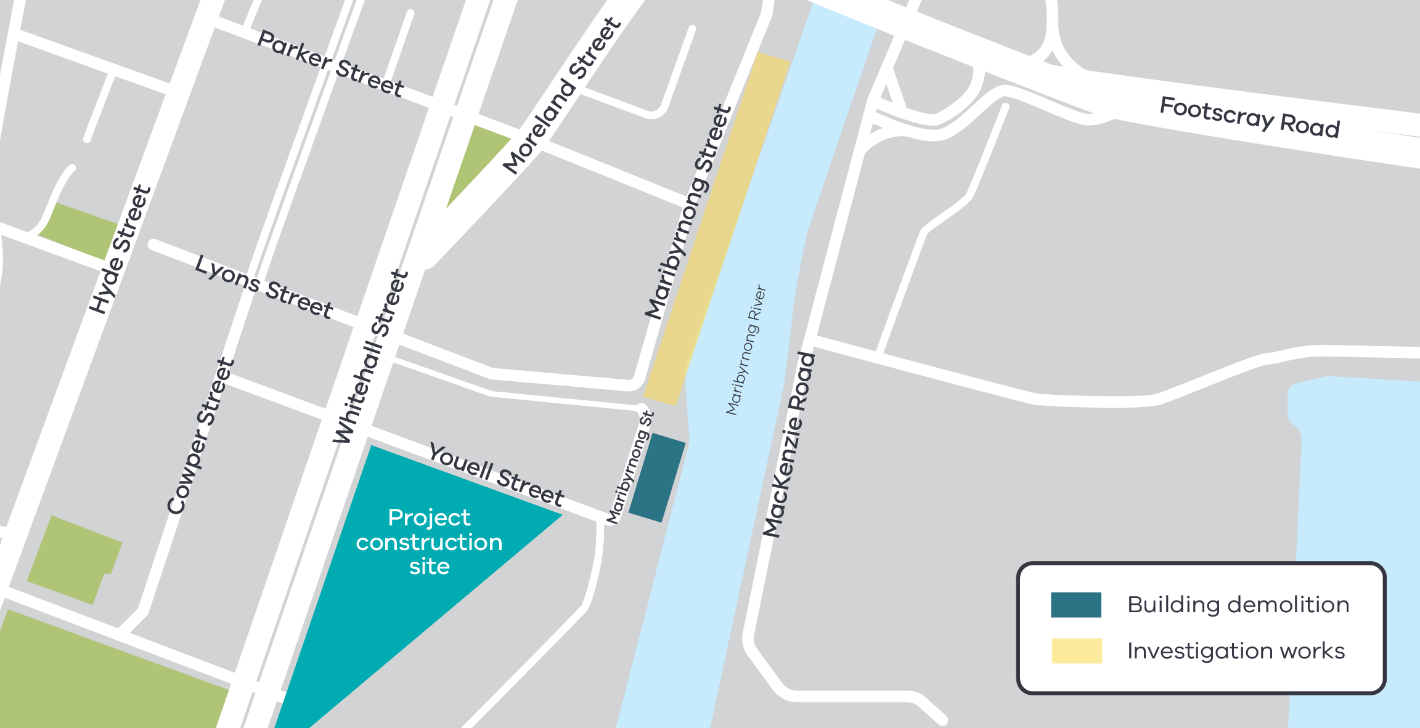 Parker Street
Moreland Street
Footscray Road
Maribyrnong Street
Hyde Street
Lyons Street
Whitehall Street
Maribyrnong River
Cowper Street
MacKenzie Road
Maribyrnong St
Youell Street
Project
construction
site
Building demolition
Investigation works